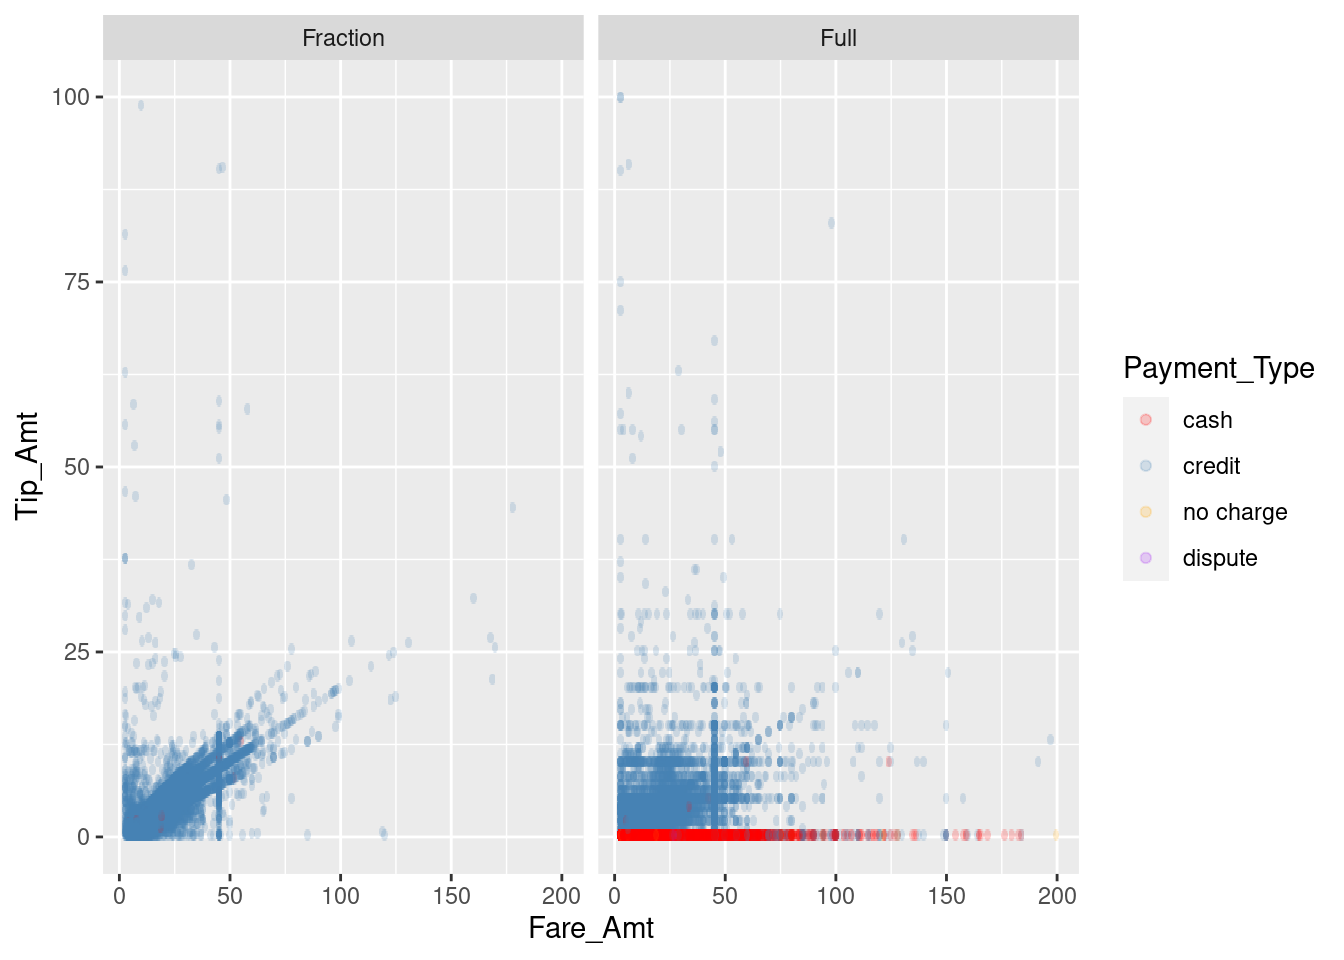 Fraction
Full
100
75
50
25
0
0 50 100 150 200
0 50 100 150 200
Fare_Amt
Tip_Amt
Payment_Type
cash
credit
no charge
dispute